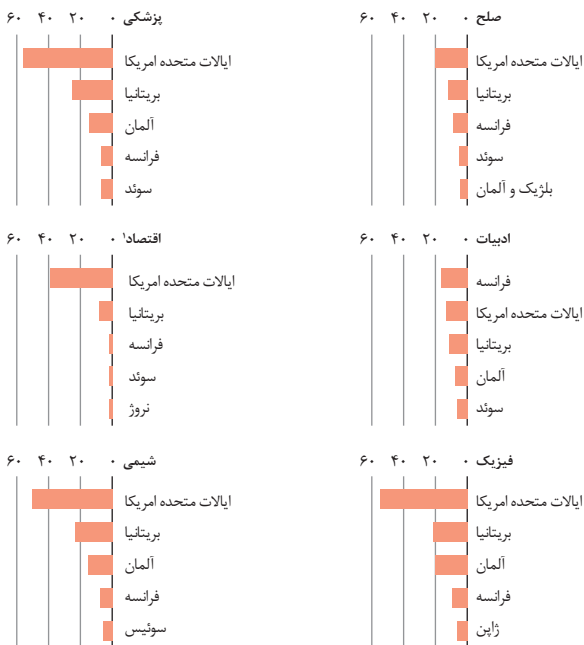 صلح ۰ ۲۰ ۴۰ ۶۰
ایالات متحده امریکا
بریتانیا
فرانسه
سوئد
بلژیک و آلمان
پزشکی ۰ ۲۰ ۴۰ ۶۰
ایالات متحده امریکا
بریتانیا
آلمان
فرانسه
سوئد
ادبیات ۰ ۲۰ ۴۰ ۶۰
فرانسه
ایالات متحده امریکا
بریتانیا
آلمان
سوئد
اقتصاد۱ ۰ ۲۰ ۴۰ ۶۰
ایالات متحده امریکا
بریتانیا
فرانسه
سوئد
نروژ
فیزیک ۰ ۲۰ ۴۰ ۶۰
ایالات متحده امریکا
بریتانیا
آلمان
فرانسه
ژاپن
شیمی ۰ ۲۰ ۴۰ ۶۰
ایالات متحده امریکا
بریتانیا
آلمان
فرانسه
سوئیس